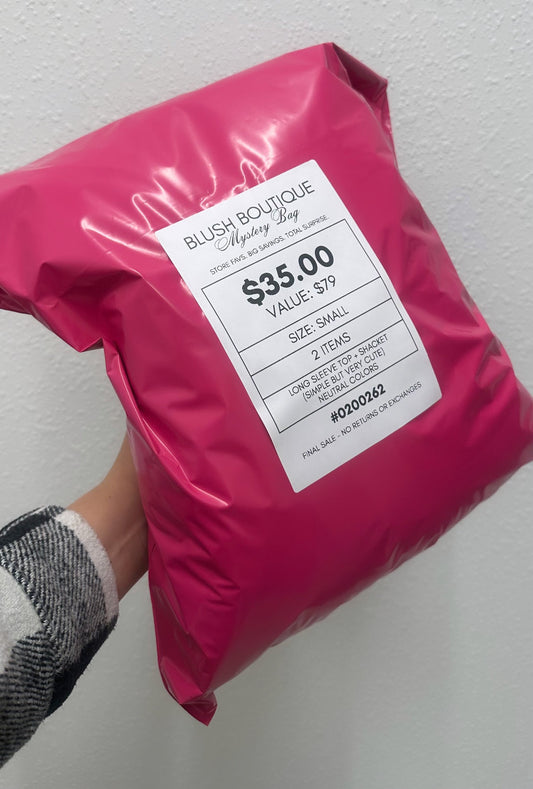 BLUSH BOUTIQUE
Mystery Bag
STORE FAVS. BIG SAVINGS. TOTAL SURPRISE.
$35.00
VALUE: $79
SIZE: SMALL
2 ITEMS
LONG SLEEVE TOP + SHACKET
(SIMPLE BUT VERY CUTE)
NEUTRAL COLORS
#0200262
FINAL SALE - NO RETURNS OR EXCHANGES